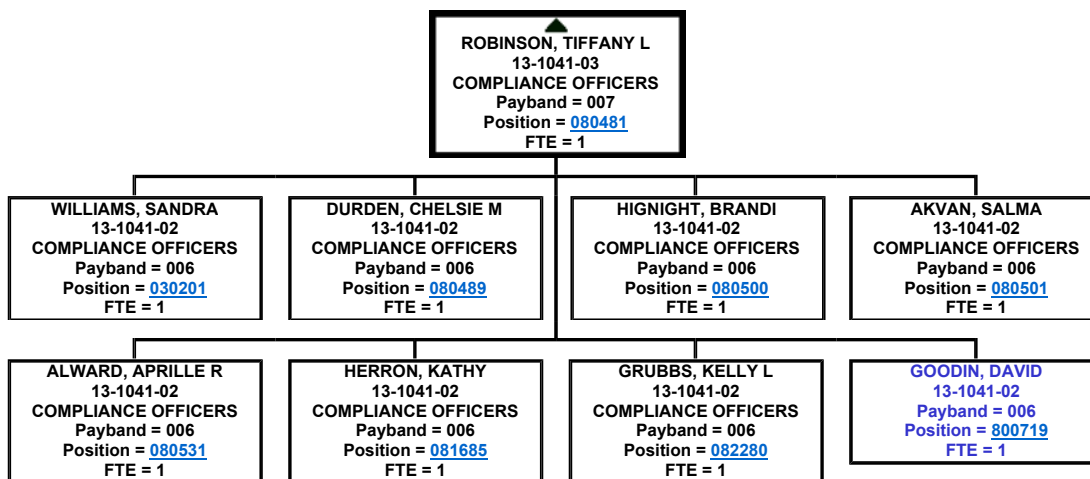 ROBINSON, TIFFANY L
13-1041-03
COMPLIANCE OFFICERS
Payband = 007
Position = 080481
FTE = 1
WILLIAMS, SANDRA
13-1041-02
COMPLIANCE OFFICERS
Payband = 006
Position = 030201
FTE = 1
DURDEN, CHELSIE M
13-1041-02
COMPLIANCE OFFICERS
Payband = 006
Position = 080489
FTE = 1
HIGNIGHT, BRANDI
13-1041-02
COMPLIANCE OFFICERS
Payband = 006
Position = 080500
FTE = 1
AKVAN, SALMA
13-1041-02
COMPLIANCE OFFICERS
Payband = 006
Position = 080501
FTE = 1
ALWARD, APRILLE R
13-1041-02
COMPLIANCE OFFICERS
Payband = 006
Position = 080531
FTE = 1
HERRON, KATHY
13-1041-02
COMPLIANCE OFFICERS
Payband = 006
Position = 081685
FTE = 1
GRUBBS, KELLY L
13-1041-02
COMPLIANCE OFFICERS
Payband = 006
Position = 082280
FTE = 1
GOODIN, DAVID
13-1041-02
Payband = 006
Position = 800719
FTE = 1